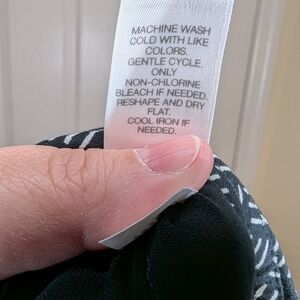 MACHINE WASH
COLD WITH LIKE
COLORS.
GENTLE CYCLE.
ONLY
NON-CHLORINE
BLEACH IF NEEDED.
RESHAPE AND DRY
FLAT.
COOL IRON IF
NEEDED.